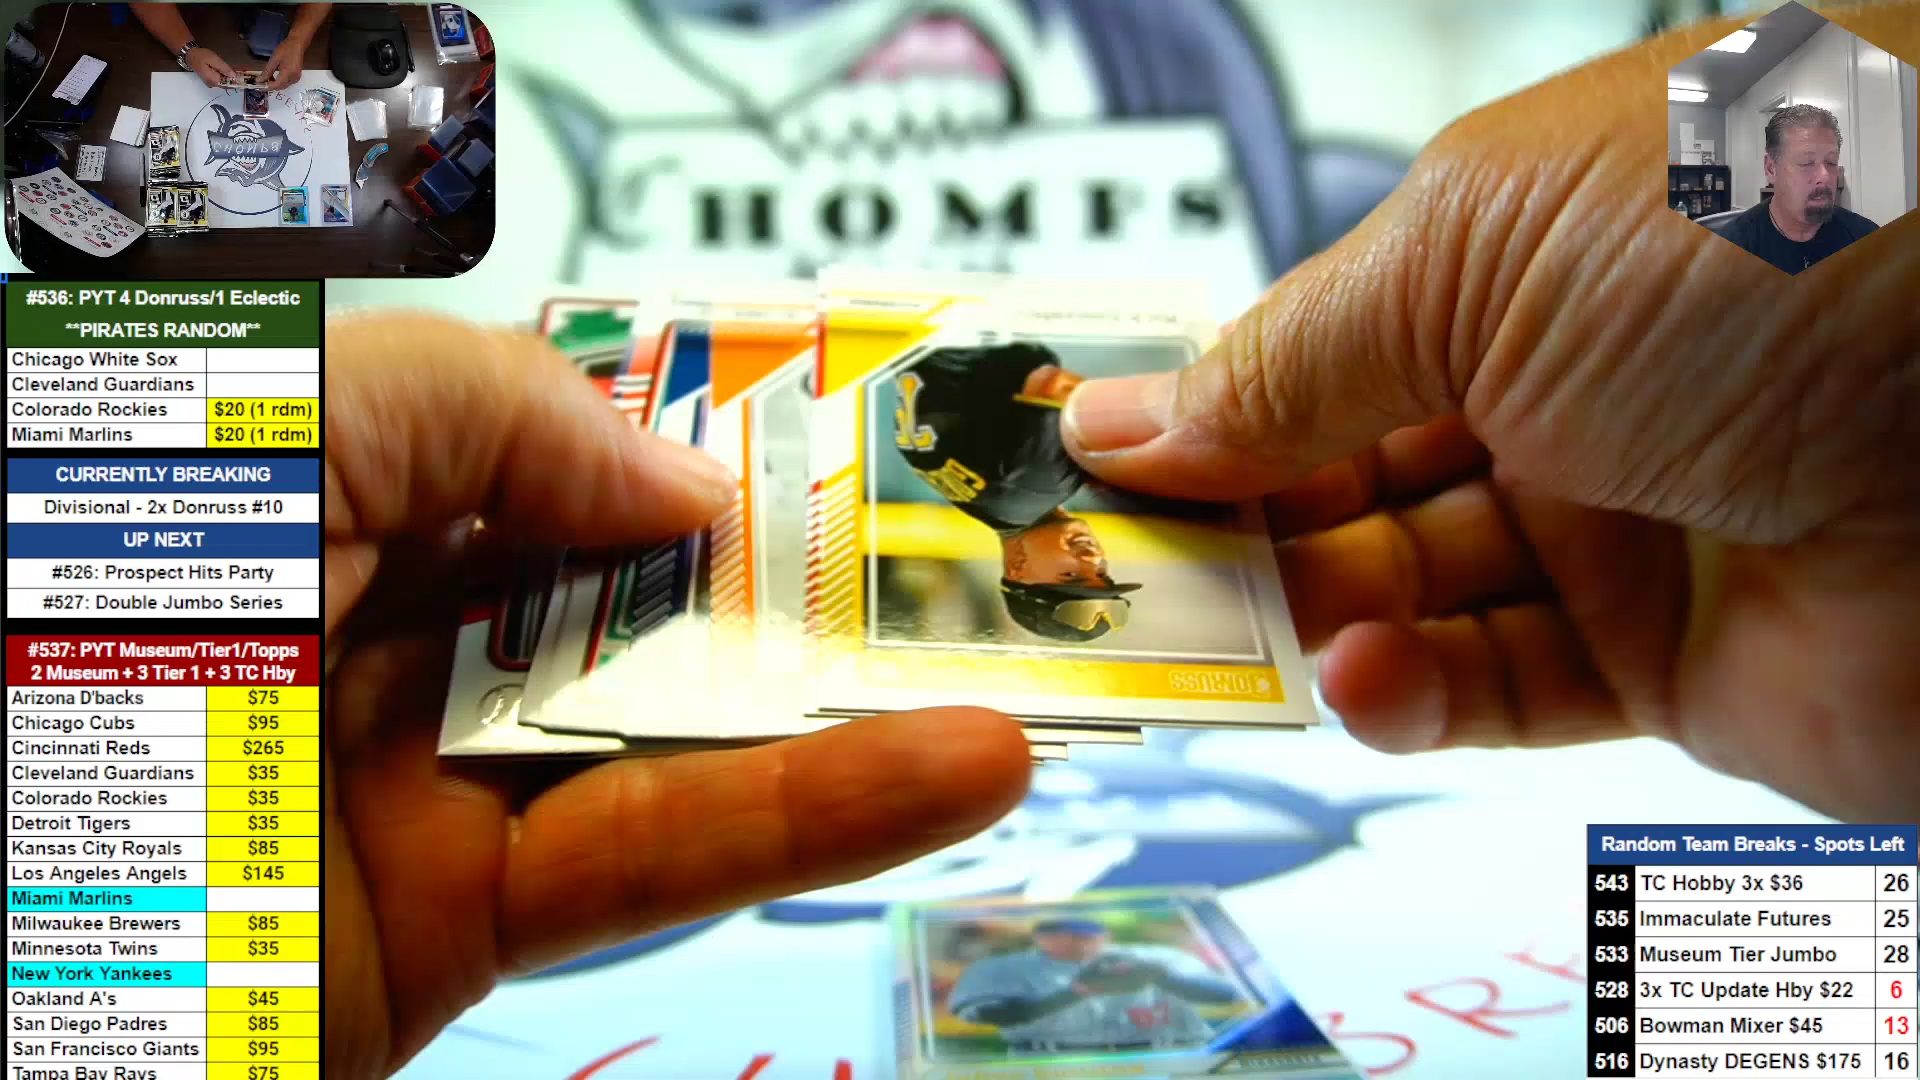 #536: PYT 4 Donruss/1 Eclectic
**PIRATES RANDOM**
Chicago White Sox
Cleveland Guardians
Colorado Rockies $20 (1 rdm)
Miami Marlins $20 (1 rdm)
CURRENTLY BREAKING
Divisional - 2x Donruss #10
UP NEXT
#526: Prospect Hits Party
#527: Double Jumbo Series
#537: PYT Museum/Tier1/Topps
2 Museum + 3 Tier 1 + 3 TC Hby
Arizona D'backs $75
Chicago Cubs $95
Cincinnati Reds $265
Cleveland Guardians $35
Colorado Rockies $35
Detroit Tigers $35
Kansas City Royals $85
Los Angeles Angels $145
Miami Marlins
Milwaukee Brewers $85
Minnesota Twins $35
New York Yankees
Oakland A's $45
San Diego Padres $85
San Francisco Giants $95
Tampa Bay Rays $75
CHOMPS
DONRUSS
Random Team Breaks - Spots Left
543 TC Hobby 3x $36 26
535 Immaculate Futures 25
533 Museum Tier Jumbo 28
528 3x TC Update Hby $22 6
506 Bowman Mixer $45 13
516 Dynasty DEGENS $175 16